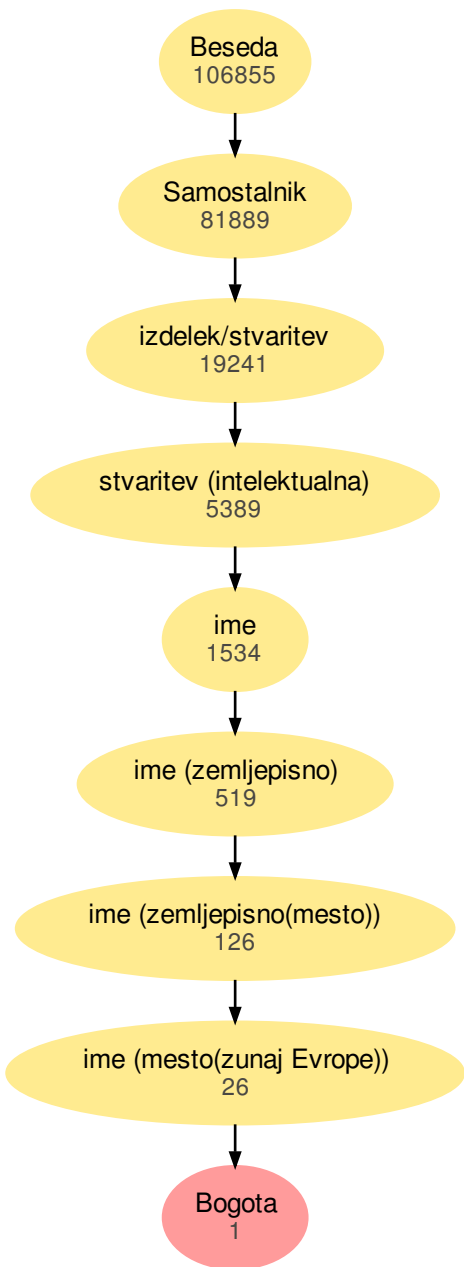 Beseda
106855
Samostalnik
81889
izdelek/stvaritev
19241
stvaritev (intelektualna)
5389
ime
1534
ime (zemljepisno)
519
ime (zemljepisno(mesto))
126
ime (mesto(zunaj Evrope))
26
Bogota
1